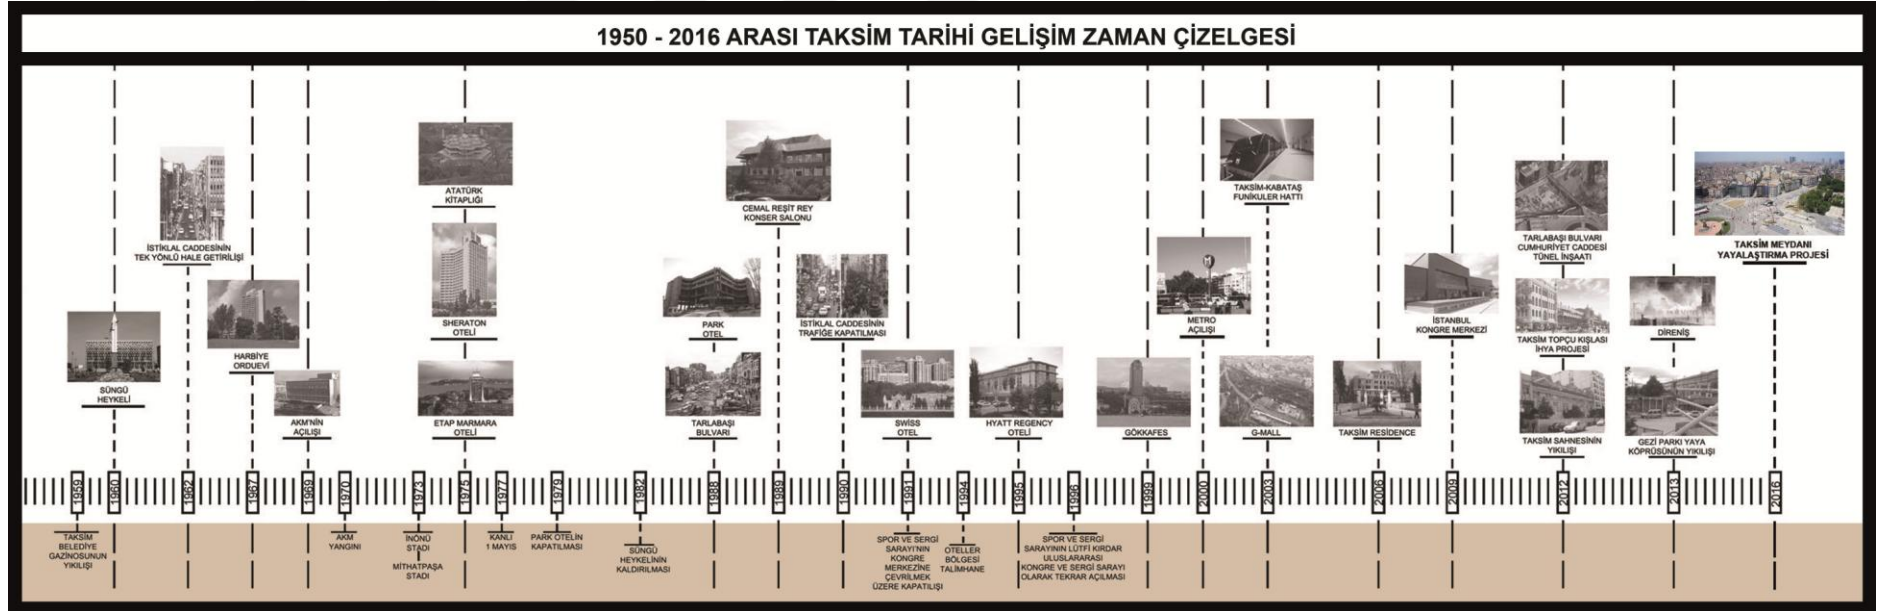 1950 - 2016 ARASI TAKSİM TARİHİ GELİŞİM ZAMAN ÇİZELGESİ
SÜNGÜ
HEYKELİ
İSTİKLAL CADDESİNİN
TEK YÖNLÜ HALE GETİRİLİŞİ
HARBİYE
ORDUEVİ
AKM'NİN
AÇILIŞI
ATATÜRK
KİTAPLIĞI
SHERATON
OTELİ
ETAP MARMARA
OTELİ
PARK
OTEL
TARLABAŞI
BULVARI
CEMAL REŞİT REY
KONSER SALONU
İSTİKLAL CADDESİNİN
TRAFİĞE KAPATILMASI
SWİSS
OTEL
HYATT REGENCY
OTELİ
GÖKKAFES
METRO
AÇILIŞI
TAKSİM-KABATAŞ
FUNİKULER HATTI
G-MALL
TAKSİM RESIDENCE
İSTANBUL
KONGRE MERKEZİ
TARLABAŞI BULVARI
CUMHURİYET CADDESİ
TÜNEL İNŞAATI
TAKSİM TOPÇU KIŞLASI
İHYA PROJESİ
TAKSİM SAHNESİNİN
YIKILIŞI
DİRENİŞ
GEZİ PARKI YAYA
KÖPRÜSÜNÜN YIKILIŞI
TAKSİM MEYDANI
YAYALAŞTIRMA PROJESİ
1959
1960
1962
1967
1969
1970
1973
1975
1977
1979
1982
1988
1989
1990
1991
1994
1995
1996
1999
2000
2003
2006
2009
2012
2013
2016
TAKSİM
BELEDİYE
GAZİNOSUNUN
YIKILIŞI
AKM
YANGINI
İNÖNÜ
STADI
MİTHATPAŞA
STADI
KANLI
1 MAYIS
PARK OTELİN
KAPATILMASI
SÜNGÜ
HEYKELİNİN
KALDIRILMASI
SPOR VE SERGİ
SARAYI'NIN
KONGRE
MERKEZİNE
ÇEVRİLMEK
ÜZERE KAPATILIŞI
OTELLER
BÖLGESİ
TALİMHANE
SPOR VE SERGİ
SARAYININ LÜTFİ KIRDAR
ULUSLARARASI
KONGRE VE SERGİ SARAYI
OLARAK TEKRAR AÇILMASI